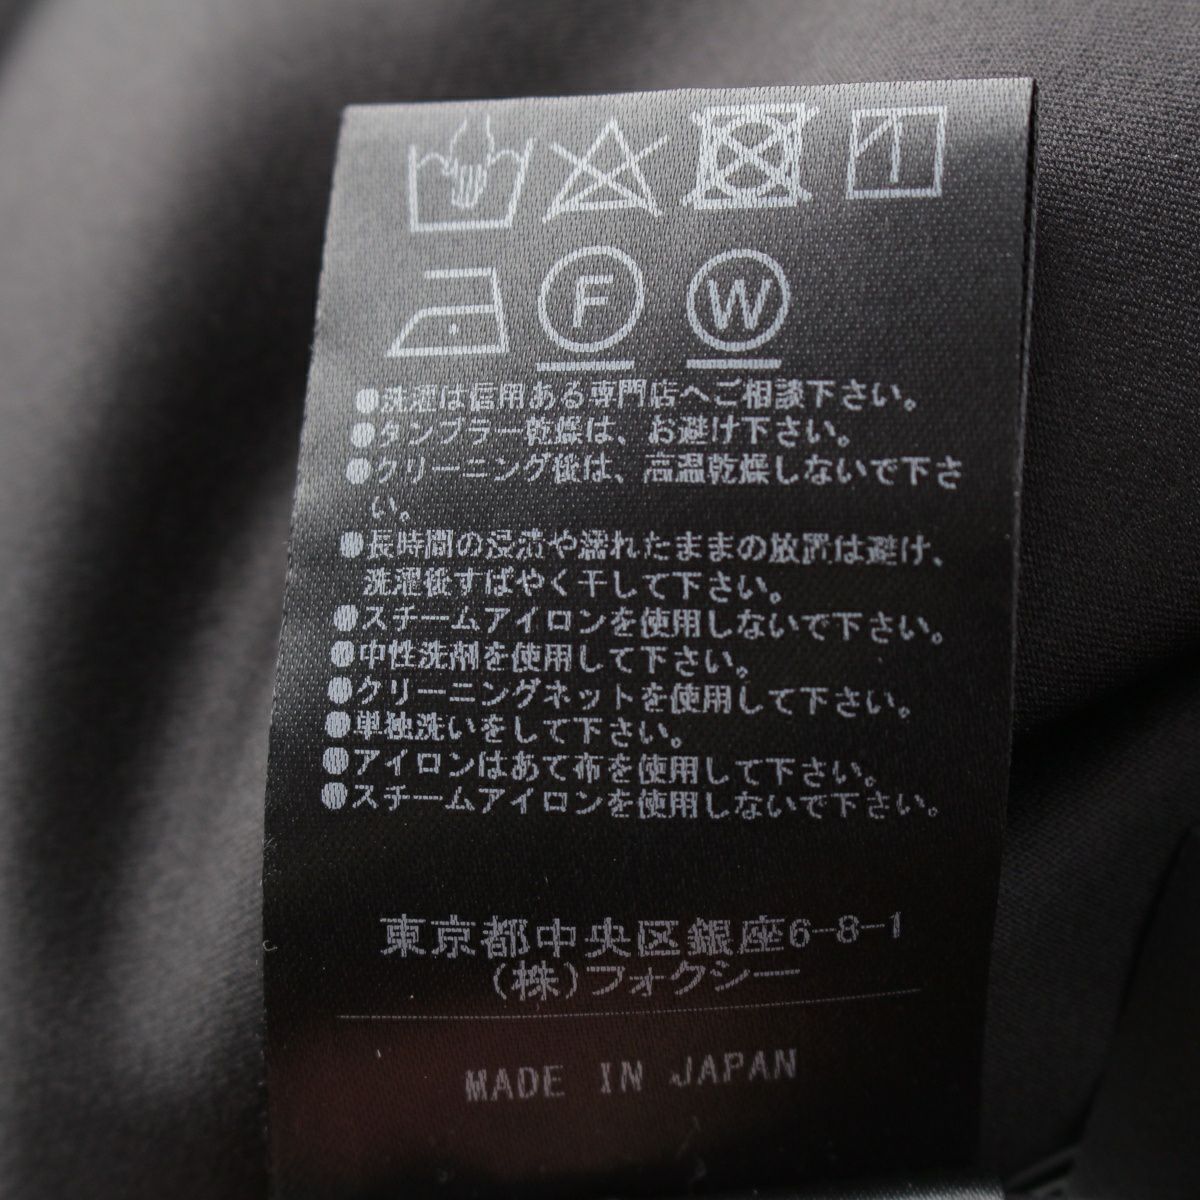 F W
●洗濯は信用ある専門店へご相談下さい。
●タンブラー乾燥は、お避け下さい。
●クリーニング後は、高温乾燥しないで下さ
い。
●長時間の浸漬や濡れたままの放置は避け、
洗濯後すばやく干して下さい。
●スチームアイロンを使用しないで下さい。
●中性洗剤を使用して下さい。
●クリーニングネットを使用して下さい。
●単独洗いをして下さい。
●アイロンはあて布を使用して下さい。
●スチームアイロンを使用しないで下さい。
東京都中央区銀座6-8-1
(株)フォクシー
MADE IN JAPAN